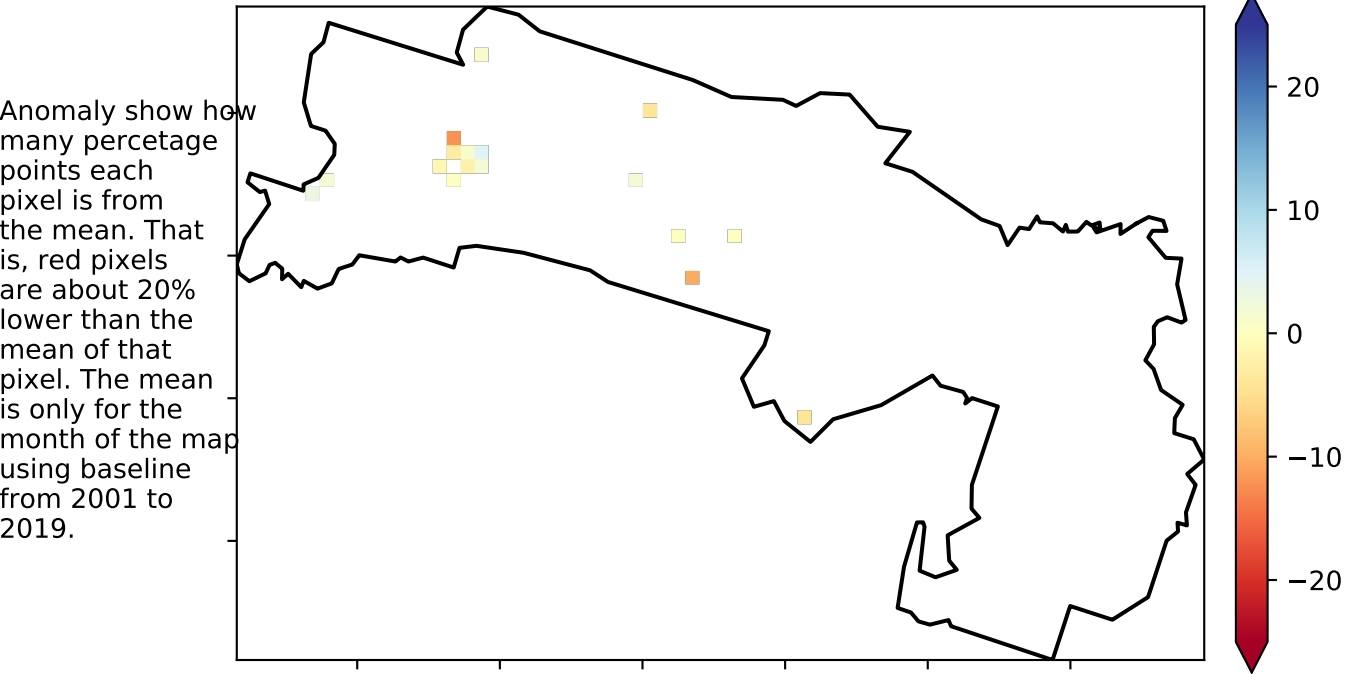 Anomaly show how
many percetage
points each
pixel is from
the mean. That
is, red pixels
are about 20%
lower than the
mean of that
pixel. The mean
is only for the
month of the map
using baseline
from 2001 to
2019.
20
10
0
−10
−20